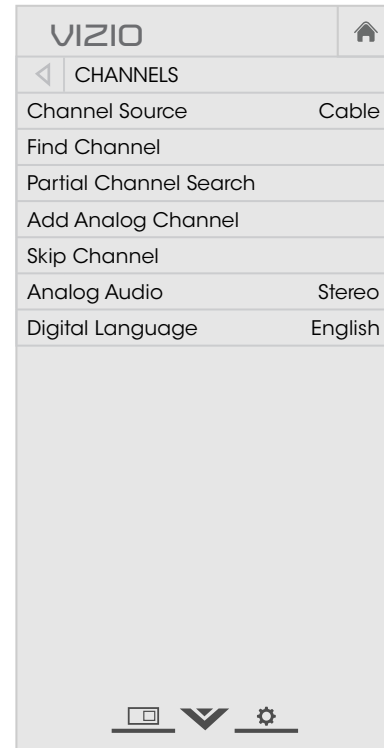 VIZIO
CHANNELS
Channel Source Cable
Find Channel
Partial Channel Search
Add Analog Channel
Skip Channel
Analog Audio Stereo
Digital Language English